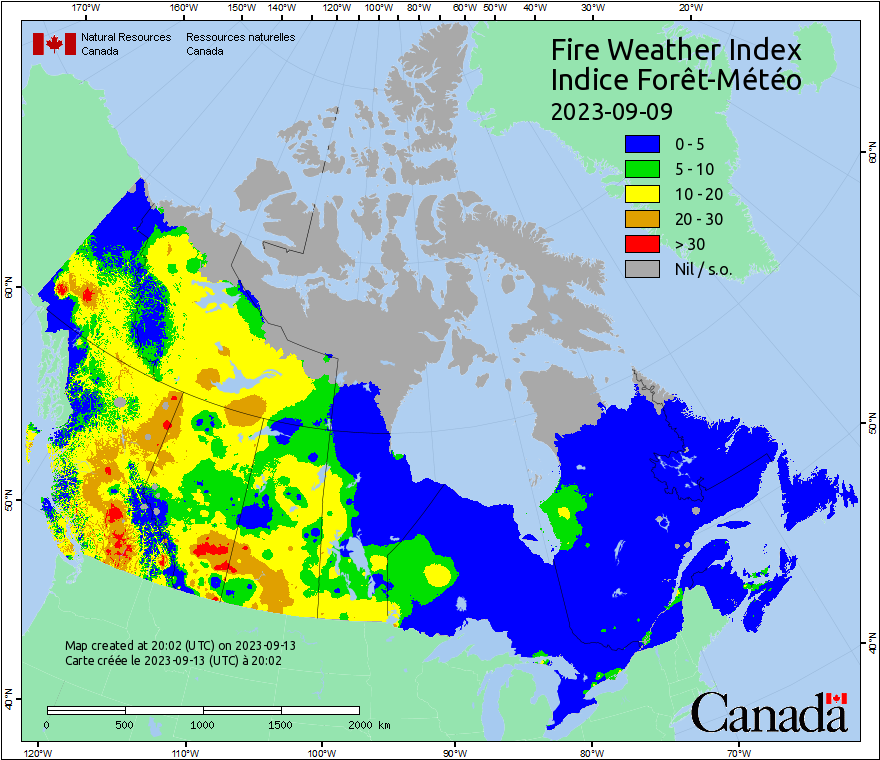 170°W 160°W 150°W 140°W 130°W 120°W 110°W 100°W 90°W 80°W 70°W 60°W 50°W 40°W 30°W 20°W
Natural Resources Ressources naturelles
Canada Canada
Fire Weather Index
Indice Forêt-Météo
2023-09-09
0 - 5
5 - 10
10 - 20
20 - 30
> 30
Nil / s.o.
60°N
60°N
50°N
50°N
40°N
40°N
Map created at 20:02 (UTC) on 2023-09-13
Carte créée le 2023-09-13 (UTC) à 20:02
0 500 1000 1500 2000 km
Canada
120°W 110°W 100°W 90°W 80°W 70°W